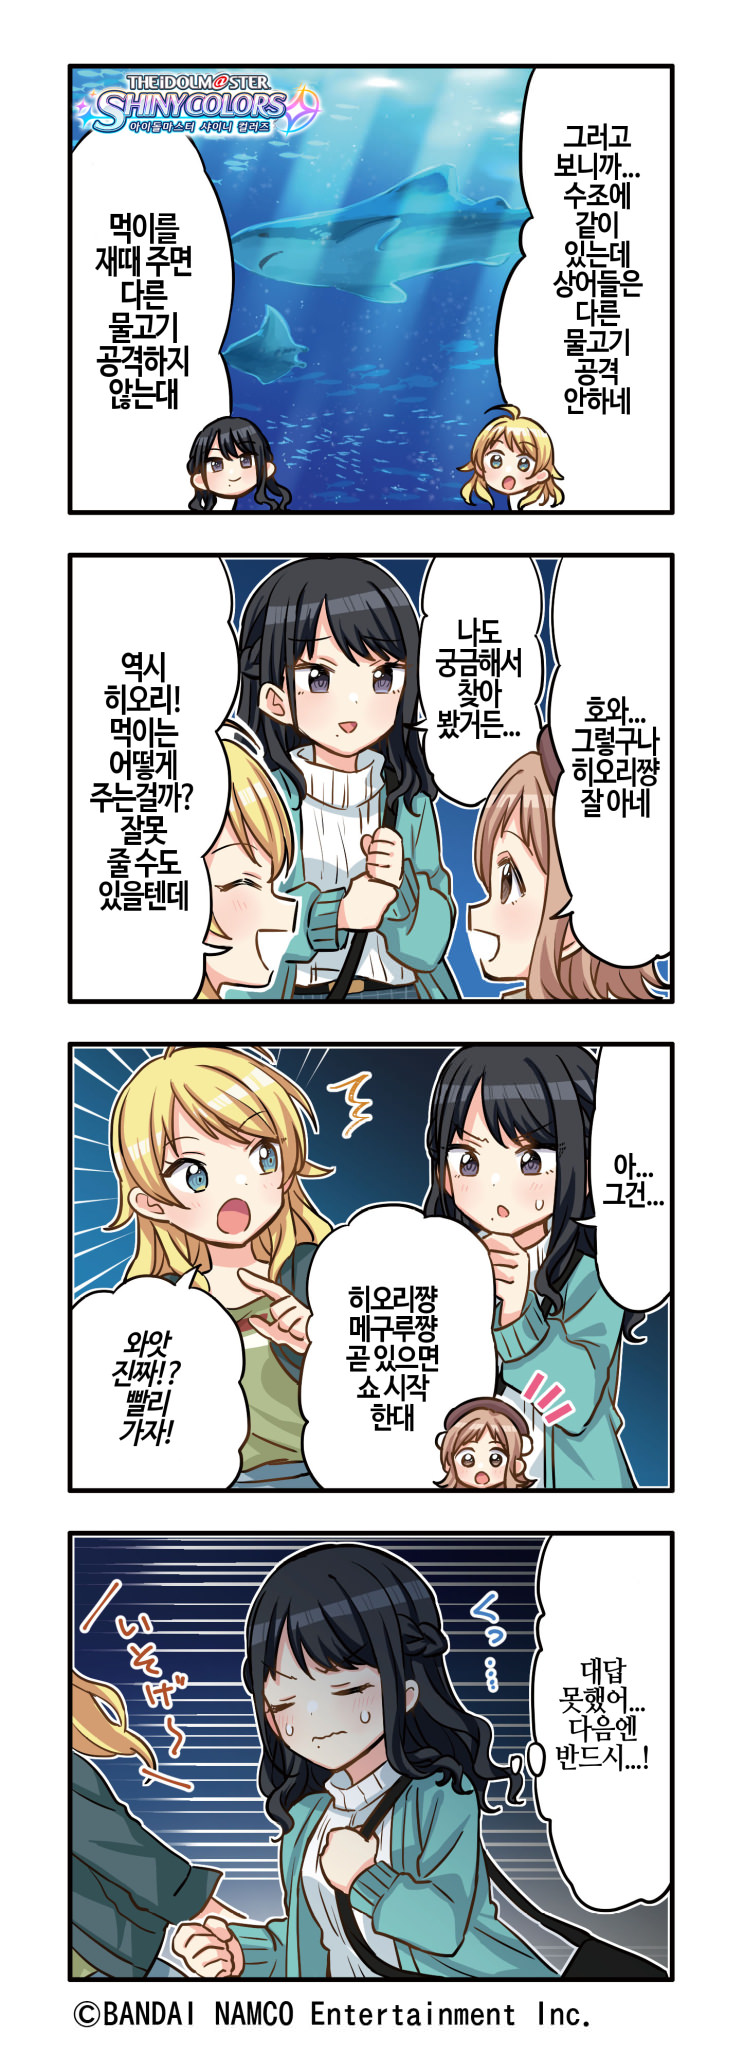 THE iDOLM@STER
SHINYCOLORS
아이돌마스터 샤이니 컬러즈
그러고
보니까...
수조에
같이
있는데
상어들은
다른
물고기
공격
안하네
먹이를
재때 주면
다른
물고기
공격하지
않는대
호와...
그렇구나
히오리쨩
잘 아네
나도
궁금해서
찾아
봤거든...
역시
히오리!
먹이는
어떻게
주는걸까?
잘못
줄 수도
있을텐데
아...
그건...
히오리쨩
메구루쨩
곧 있으면
쇼 시작
한대
와앗
진짜!?
빨리
가자!
대답
못했어...
다음엔
반드시...!
くっ…
いそげ〜
©BANDAI NAMCO Entertainment Inc.